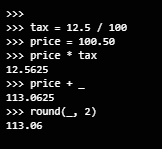 >>>
>>> tax = 12.5 / 100
>>> price = 100.50
>>> price * tax
12.5625
>>> price + _
113.0625
>>> round(_, 2)
113.06